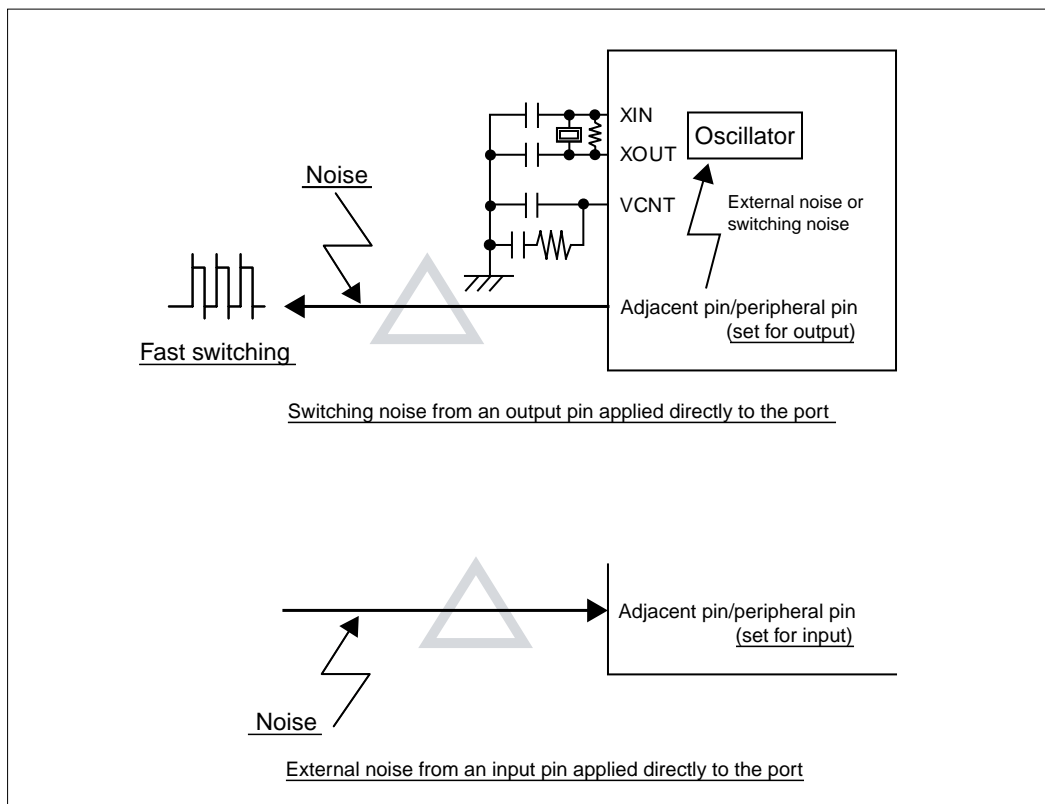 XIN
Oscillator
XOUT
Noise
VCNT
External noise or
switching noise
Adjacent pin/peripheral pin
(set for output)
Fast switching
Switching noise from an output pin applied directly to the port
Adjacent pin/peripheral pin
(set for input)
Noise
External noise from an input pin applied directly to the port